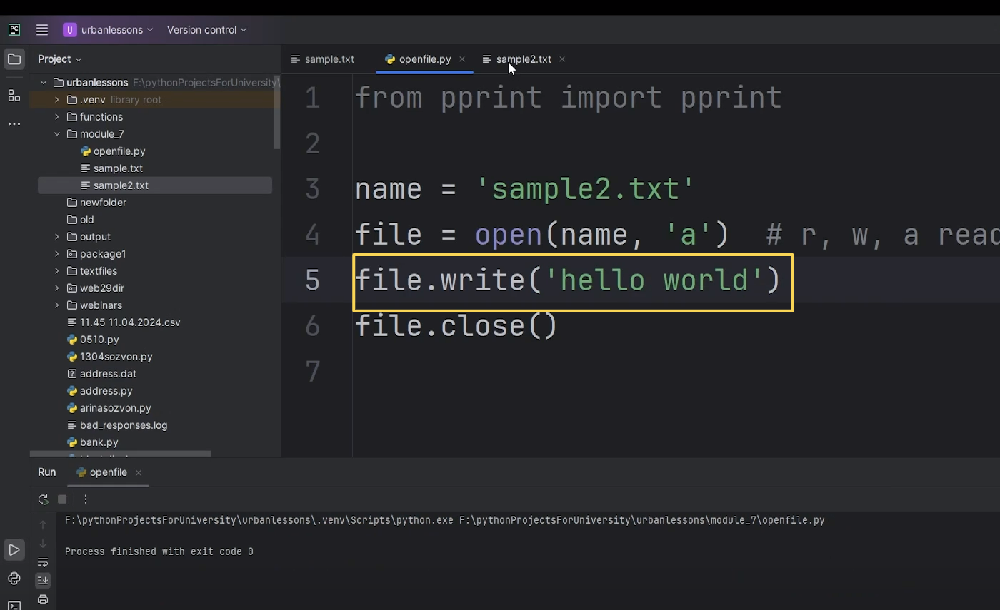 PC
U urbanlessons Version control
Project
sample.txt openfile.py sample2.txt
urbanlessons F:\pythonProjectsForUniversity\
.venv library root
functions
module_7
openfile.py
sample.txt
sample2.txt
newfolder
old
output
package1
textfiles
web29dir
webinars
11.45 11.04.2024.csv
0510.py
1304sozvon.py
address.dat
address.py
arinasozvon.py
bad_responses.log
bank.py
1 from pprint import pprint
2
3 name = 'sample2.txt'
4 file = open(name, 'a')  # r, w, a read
5 file.write('hello world')
6 file.close()
7
Run openfile
F:\pythonProjectsForUniversity\urbanlessons\.venv\Scripts\python.exe F:\pythonProjectsForUniversity\urbanlessons\module_7\openfile.py
Process finished with exit code 0